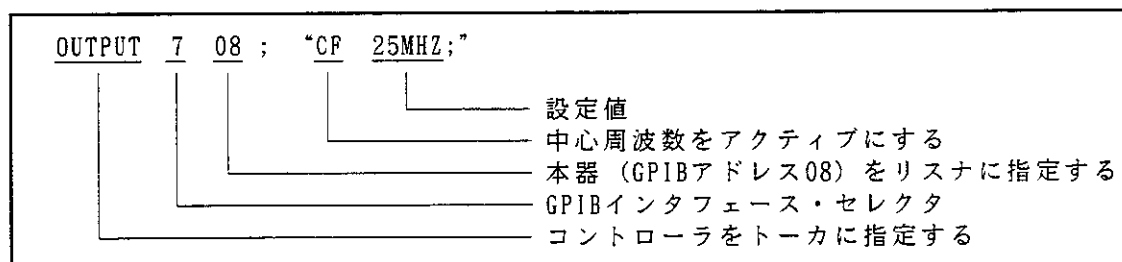 OUTPUT 7 08 ; “CF 25MHZ;”
設定値
中心周波数をアクティブにする
本器 (GPIBアドレス08) をリスナに指定する
GPIBインタフェース・セレクタ
コントローラをトーカに指定する